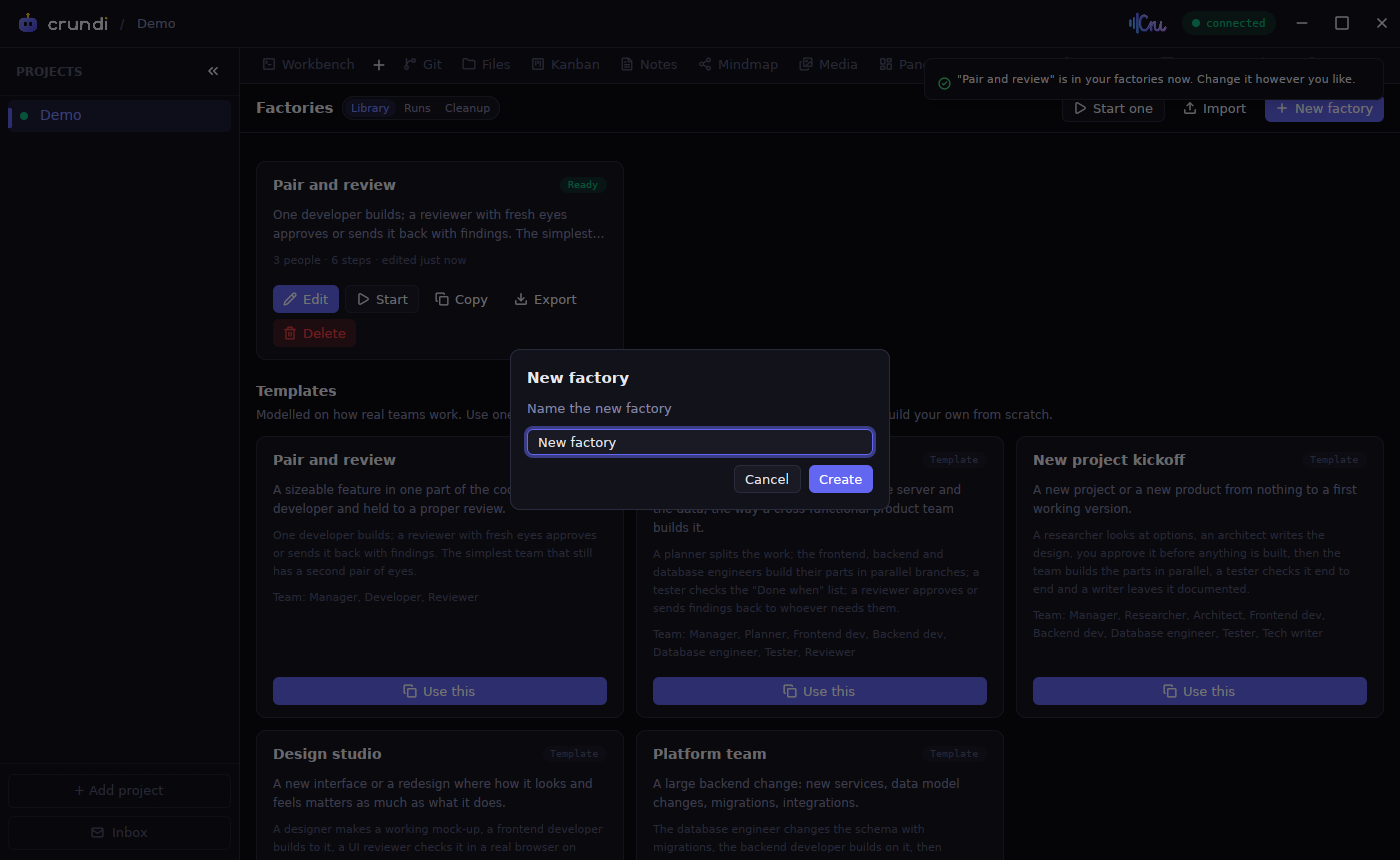 crundi / Demo
Cru
connected
PROJECTS
Workbench
Git
Files
Kanban
Notes
Mindmap
Media
"Pair and review" is in your factories now. Change it however you like.
Demo
Factories
Library
Runs
Cleanup
Start one
Import
New factory
Pair and review
Ready
One developer builds; a reviewer with fresh eyes
approves or sends it back with findings. The simplest...
3 people · 6 steps · edited just now
Edit
Start
Copy
Export
Delete
New factory
Name the new factory
New factory
Cancel
Create
Templates
Modelled on how real teams work. Use one
your own from scratch.
Pair and review
A sizeable feature in one part of the
developer and held to a proper review.
One developer builds; a reviewer with fresh eyes approves
or sends it back with findings. The simplest team that still
has a second pair of eyes.
Team: Manager, Developer, Reviewer
Use this
Template
server and
the data, the way a cross-functional product team
builds it.
A planner splits the work; the frontend, backend and
database engineers build their parts in parallel branches; a
tester checks the "Done when" list; a reviewer approves or
sends findings back to whoever needs them.
Team: Manager, Planner, Frontend dev, Backend dev,
Database engineer, Tester, Reviewer
Use this
New project kickoff
Template
A new project or a new product from nothing to a first
working version.
A researcher looks at options, an architect writes the
design, you approve it before anything is built, then the
team builds the parts in parallel, a tester checks it end to
end and a writer leaves it documented.
Team: Manager, Researcher, Architect, Frontend dev,
Backend dev, Database engineer, Tester, Tech writer
Use this
Design studio
Template
A new interface or a redesign where how it looks and
feels matters as much as what it does.
A designer makes a working mock-up, a frontend developer
builds to it, a UI reviewer checks it in a real browser on
Platform team
Template
A large backend change: new services, data model
changes, migrations, integrations.
The database engineer changes the schema with
migrations, the backend developer builds on it, then
+ Add project
Inbox